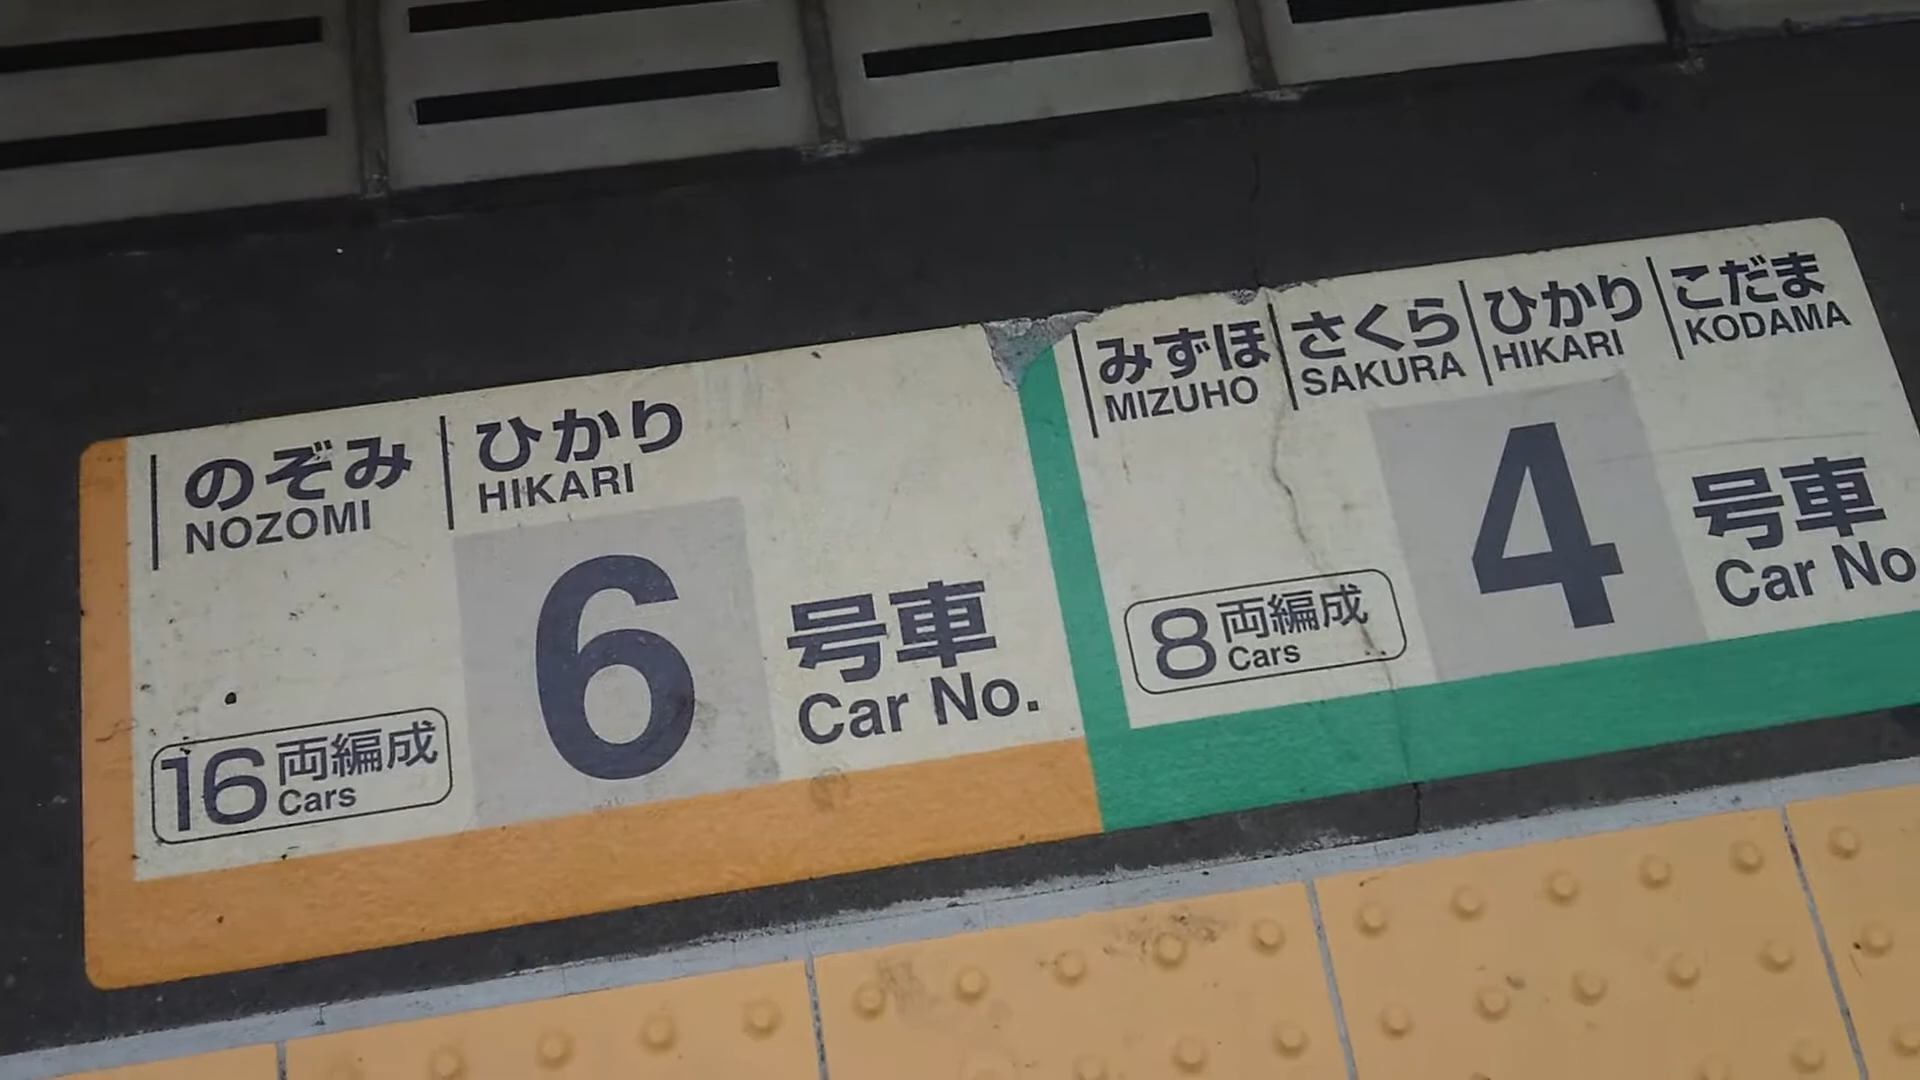 のぞみ ひかり
NOZOMI HIKARI
6 号車
Car No.
16 両編成
Cars
みずほ さくら ひかり こだま
MIZUHO SAKURA HIKARI KODAMA
4 号車
Car No
8 両編成
Cars